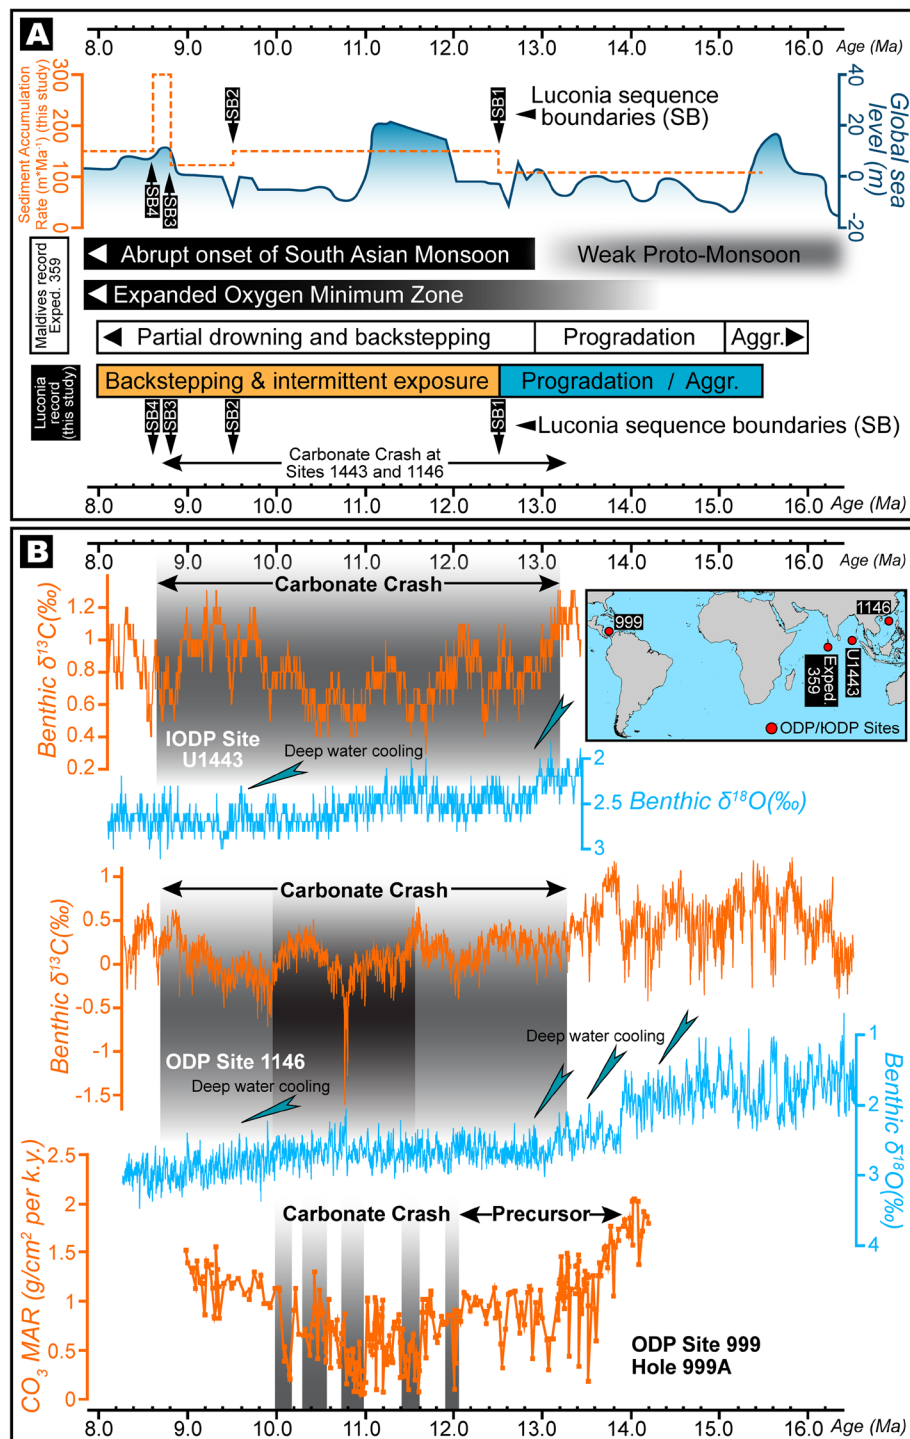 A
8.0 9.0 10.0 11.0 12.0 13.0 14.0 15.0 16.0 Age (Ma)
Sediment Accumulation
Rate (m*Ma⁻¹) (this study)
300
200
100
0
SB4
SB3
SB2
SB1
Luconia sequence
boundaries (SB)
40
20
0
-20
Global sea
level (m)
Maldives record
Exped. 359
Abrupt onset of South Asian Monsoon
Weak Proto-Monsoon
Expanded Oxygen Minimum Zone
Partial drowning and backstepping
Progradation
Aggr.
Luconia
record
(this study)
Backstepping & intermittent exposure
Progradation / Aggr.
SB4
SB3
SB2
SB1
Luconia sequence boundaries (SB)
Carbonate Crash at
Sites 1443 and 1146
8.0 9.0 10.0 11.0 12.0 13.0 14.0 15.0 16.0 Age (Ma)
B
8.0 9.0 10.0 11.0 12.0 13.0 14.0 15.0 16.0 Age (Ma)
Carbonate Crash
Benthic δ¹³C(‰)
1.2
1
0.8
0.6
0.4
0.2
IODP Site
U1443
Deep water cooling
999
1146
Exped.
359
U1443
ODP/IODP Sites
2
2.5
3
Benthic δ¹⁸O(‰)
Carbonate Crash
Benthic δ¹³C(‰)
1
0.5
0
-0.5
-1
-1.5
ODP Site 1146
Deep water cooling
Deep water cooling
1
2
3
4
Benthic δ¹⁸O(‰)
CO₃ MAR (g/cm² per k.y.)
2.5
2
1.5
1
0.5
0
Carbonate Crash
Precursor
ODP Site 999
Hole 999A
8.0 9.0 10.0 11.0 12.0 13.0 14.0 15.0 16.0 Age (Ma)